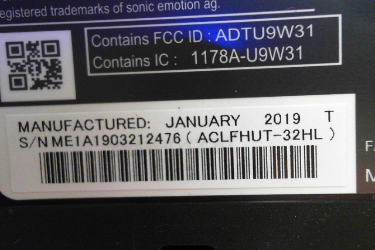 registered trademarks of sonic emotion ag.
Contains FCC ID : ADTU9W31
Contains IC : 1178A-U9W31
MANUFACTURED: JANUARY 2019 T
S/N ME1A1903212476 ( ACLFHUT-32HL )